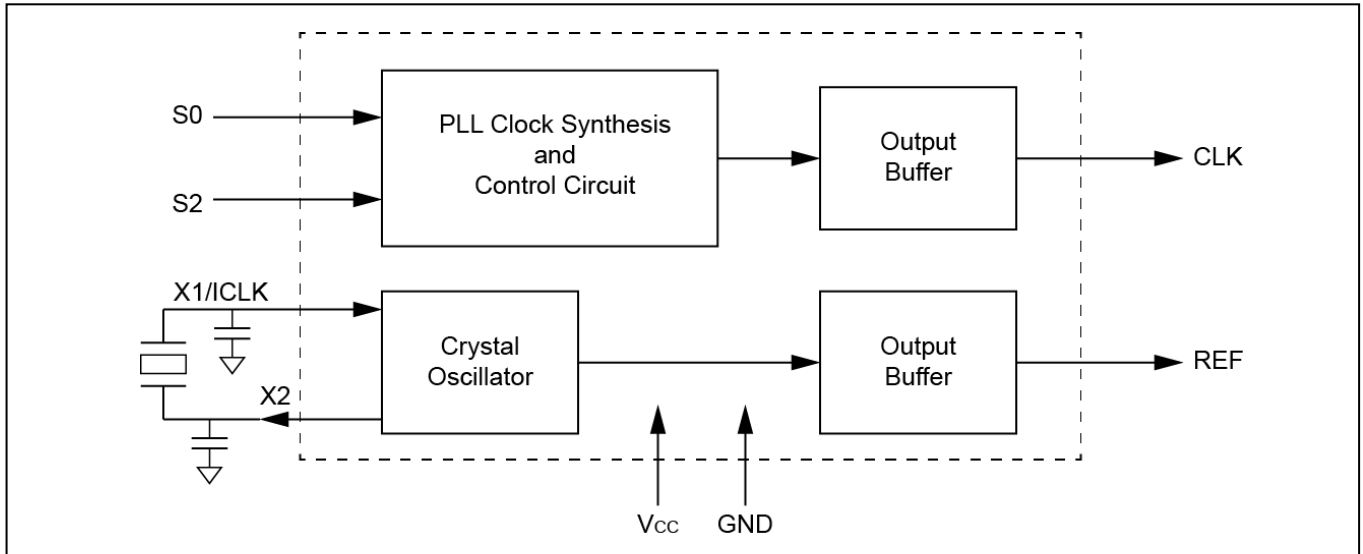 S0
S2
PLL Clock Synthesis
and
Control Circuit
Output
Buffer
CLK
X1/ICLK
X2
Crystal
Oscillator
Output
Buffer
REF
Vcc
GND